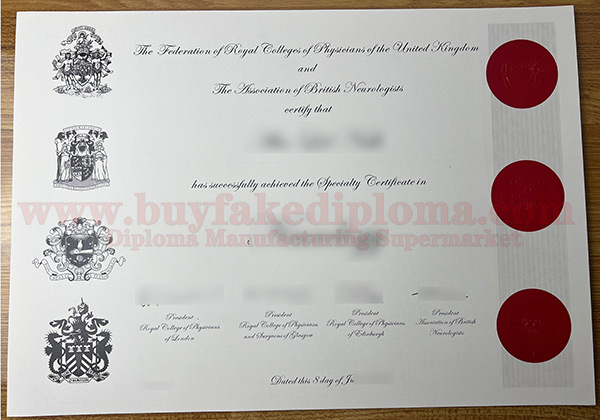 The Federation of Royal Colleges of Physicians of the United Kingdom
and
The Association of British Neurologists
certify that
has successfully achieved the Specialty Certificate in
www.buyfakediploma.com
Diploma Manufacturing Supermarket
President President President President
Royal College of Physicians Royal College of Physicians Royal College of Physicians Association of British
of London and Surgeons of Glasgow of Edinburgh Neurologists
Dated this 8 day of